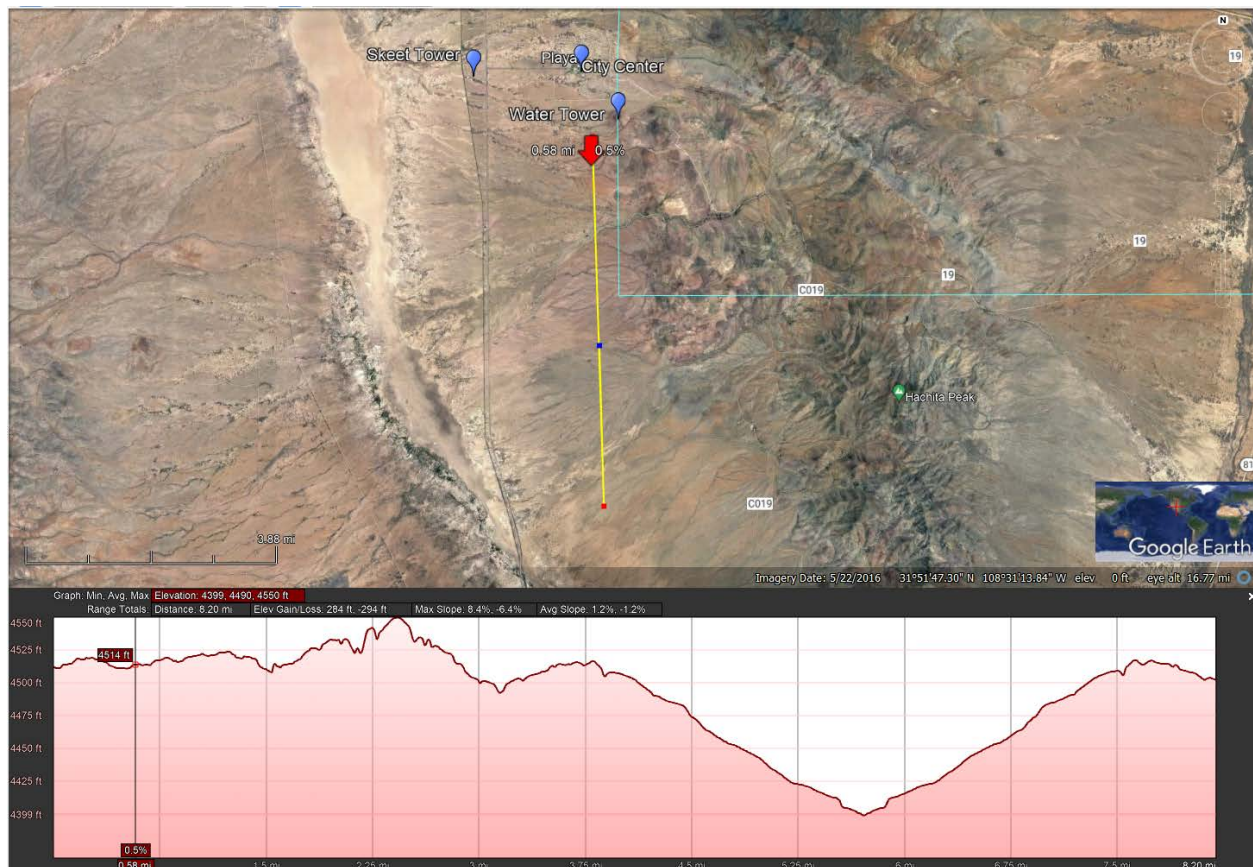 N
19
Skeet Tower
Playa
City Center
Water Tower
0.58 mi 0.5%
19
C019
19
Hachita Peak
81
C019
3.88 mi
Google Earth
Imagery Date: 5/22/2016 31°51'47.30" N 108°31'13.84" W elev 0 ft eye alt 16.77 mi
Graph: Min, Avg, Max Elevation: 4399, 4490, 4550 ft
Range Totals: Distance: 8.20 mi Elev Gain/Loss: 284 ft, -294 ft Max Slope: 8.4%, -6.4% Avg Slope: 1.2%, -1.2%
4550 ft
4525 ft
4514 ft
4500 ft
4475 ft
4450 ft
4425 ft
4399 ft
0.5%
0.58 mi 1.5 mi 2.25 mi 3 mi 3.75 mi 4.5 mi 5.25 mi 6 mi 6.75 mi 7.5 mi 8.20 mi